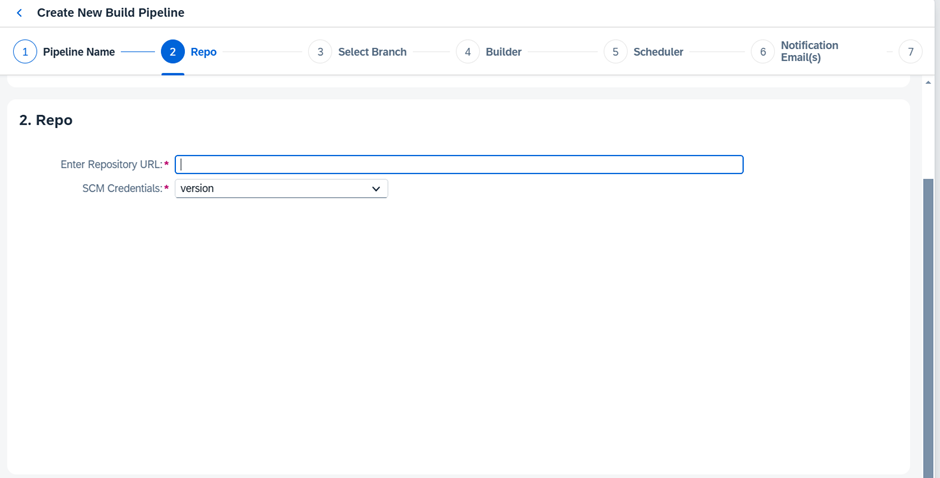 Create New Build Pipeline
1 Pipeline Name 2 Repo 3 Select Branch 4 Builder 5 Scheduler 6 Notification Email(s) 7
2. Repo
Enter Repository URL:*
SCM Credentials:* version